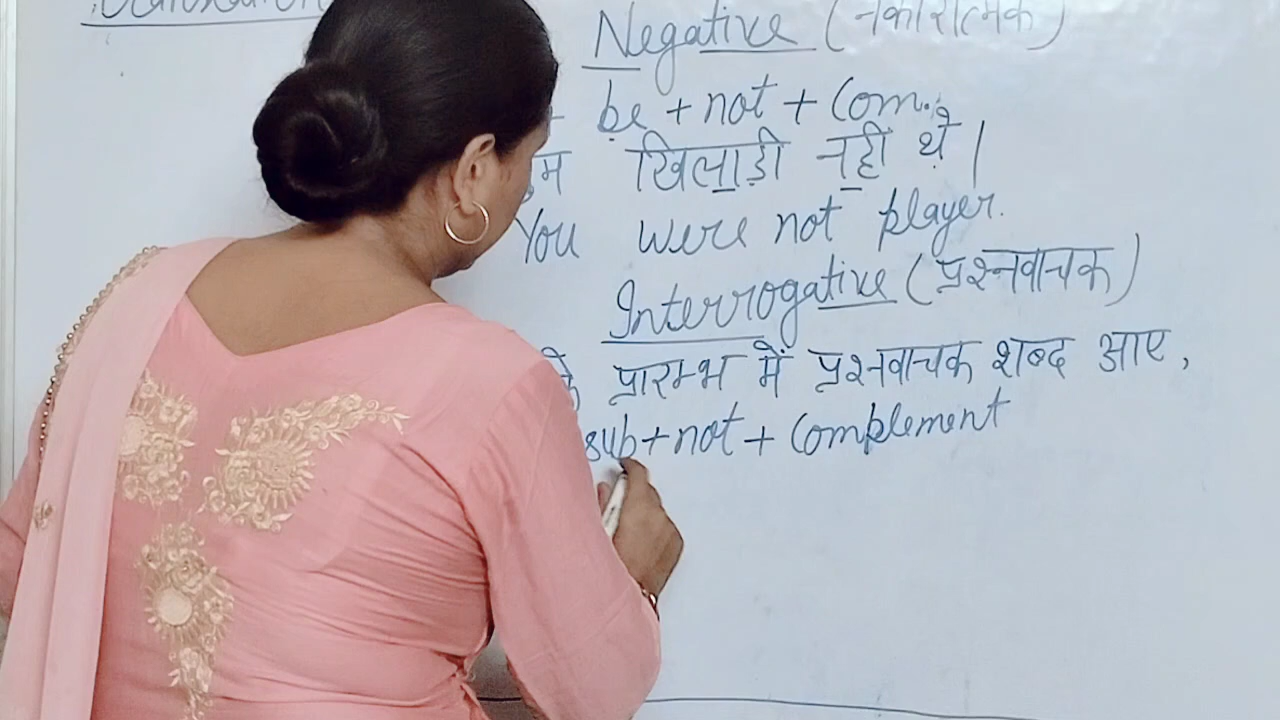 Translation
Negative (नकारात्मक)
be + not + Com.
तुम खिलाड़ी नही थे।
You were not player.
Interrogative (प्रश्नवाचक)
के प्रारम्भ में प्रश्नवाचक शब्द आए,
sub + not + Complement